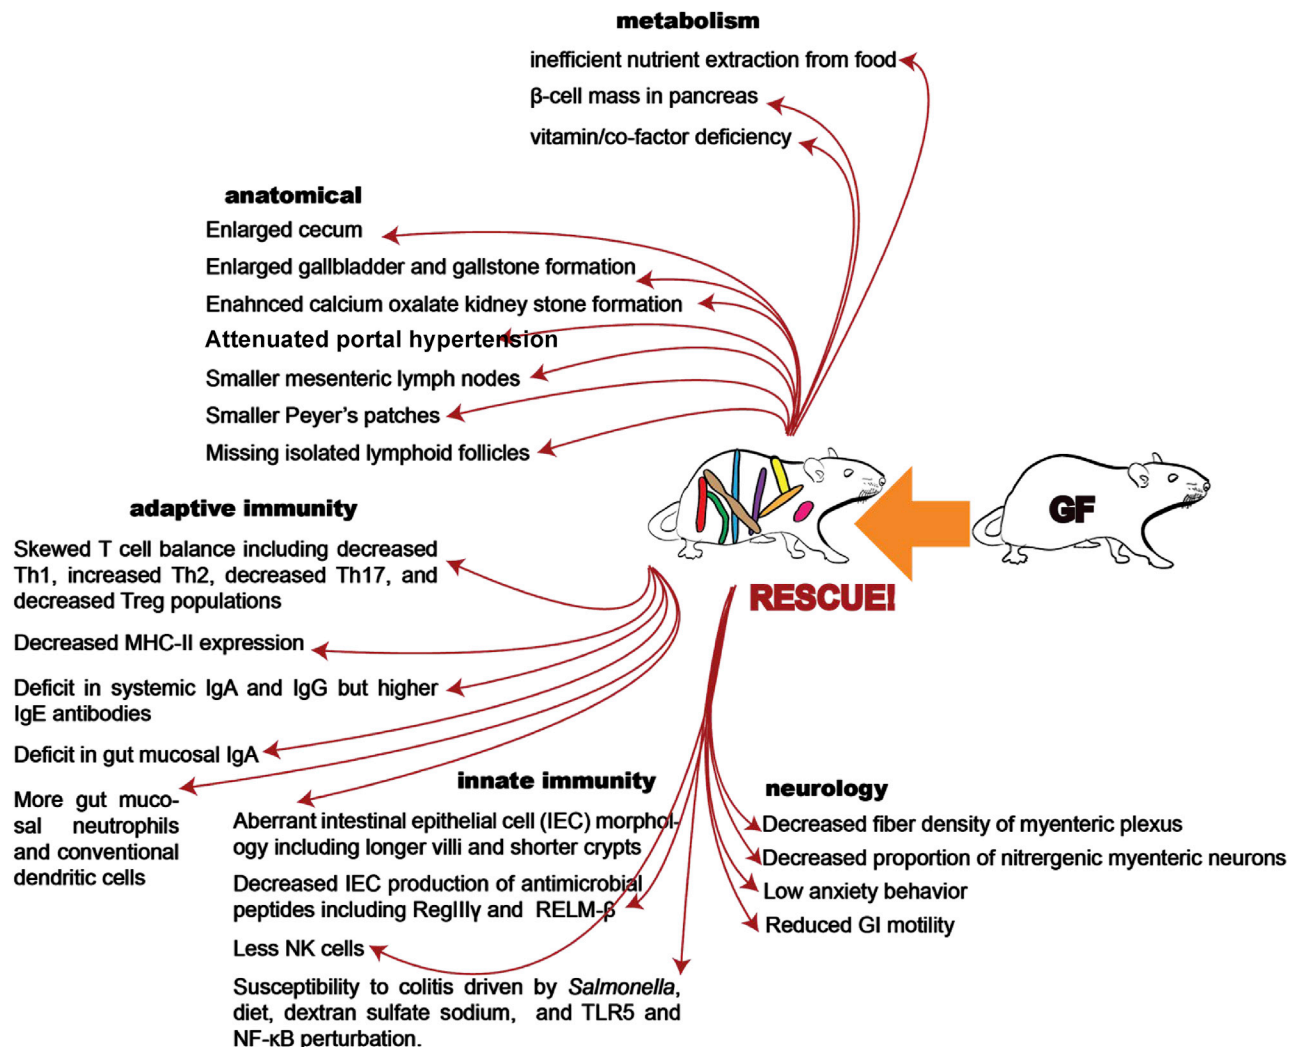 metabolism
inefficient nutrient extraction from food
β-cell mass in pancreas
vitamin/co-factor deficiency
anatomical
Enlarged cecum
Enlarged gallbladder and gallstone formation
Enahnced calcium oxalate kidney stone formation
Attenuated portal hypertension
Smaller mesenteric lymph nodes
Smaller Peyer's patches
Missing isolated lymphoid follicles
GF
RESCUE!
adaptive immunity
Skewed T cell balance including decreased
Th1, increased Th2, decreased Th17, and
decreased Treg populations
Decreased MHC-II expression
Deficit in systemic IgA and IgG but higher
IgE antibodies
Deficit in gut mucosal IgA
More gut muco-
sal neutrophils
and conventional
dendritic cells
innate immunity
Aberrant intestinal epithelial cell (IEC) morphol-
ogy including longer villi and shorter crypts
Decreased IEC production of antimicrobial
peptides including RegIIIγ and RELM-β
Less NK cells
Susceptibility to colitis driven by Salmonella,
diet, dextran sulfate sodium, and TLR5 and
NF-κB perturbation.
neurology
Decreased fiber density of myenteric plexus
Decreased proportion of nitrergenic myenteric neurons
Low anxiety behavior
Reduced GI motility